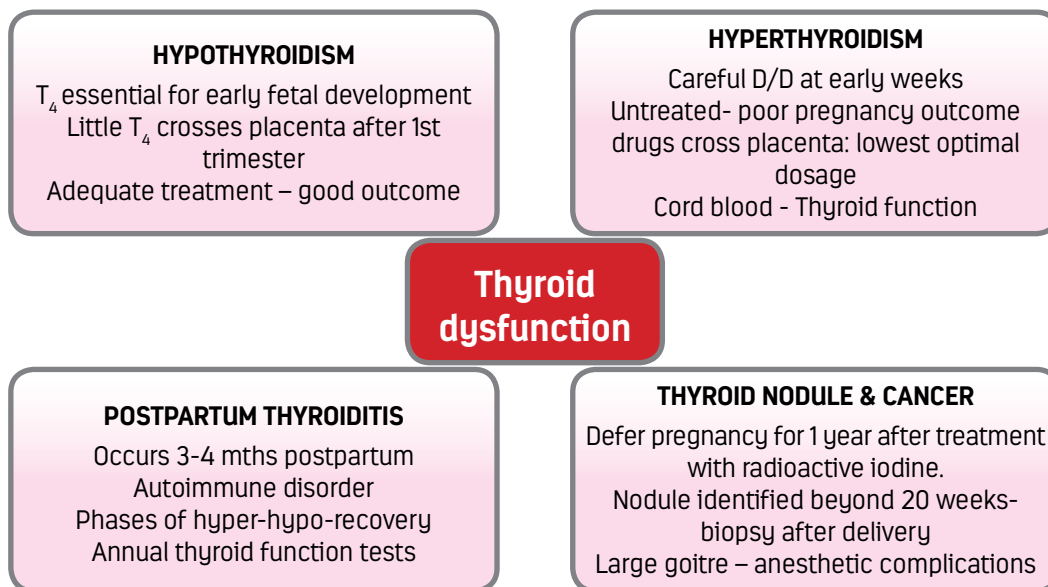 HYPOTHYROIDISM
T₄ essential for early fetal development
Little T₄ crosses placenta after 1st
trimester
Adequate treatment – good outcome
HYPERTHYROIDISM
Careful D/D at early weeks
Untreated- poor pregnancy outcome
drugs cross placenta: lowest optimal
dosage
Cord blood - Thyroid function
Thyroid
dysfunction
POSTPARTUM THYROIDITIS
Occurs 3-4 mths postpartum
Autoimmune disorder
Phases of hyper-hypo-recovery
Annual thyroid function tests
THYROID NODULE & CANCER
Defer pregnancy for 1 year after treatment
with radioactive iodine.
Nodule identified beyond 20 weeks-
biopsy after delivery
Large goitre – anesthetic complications